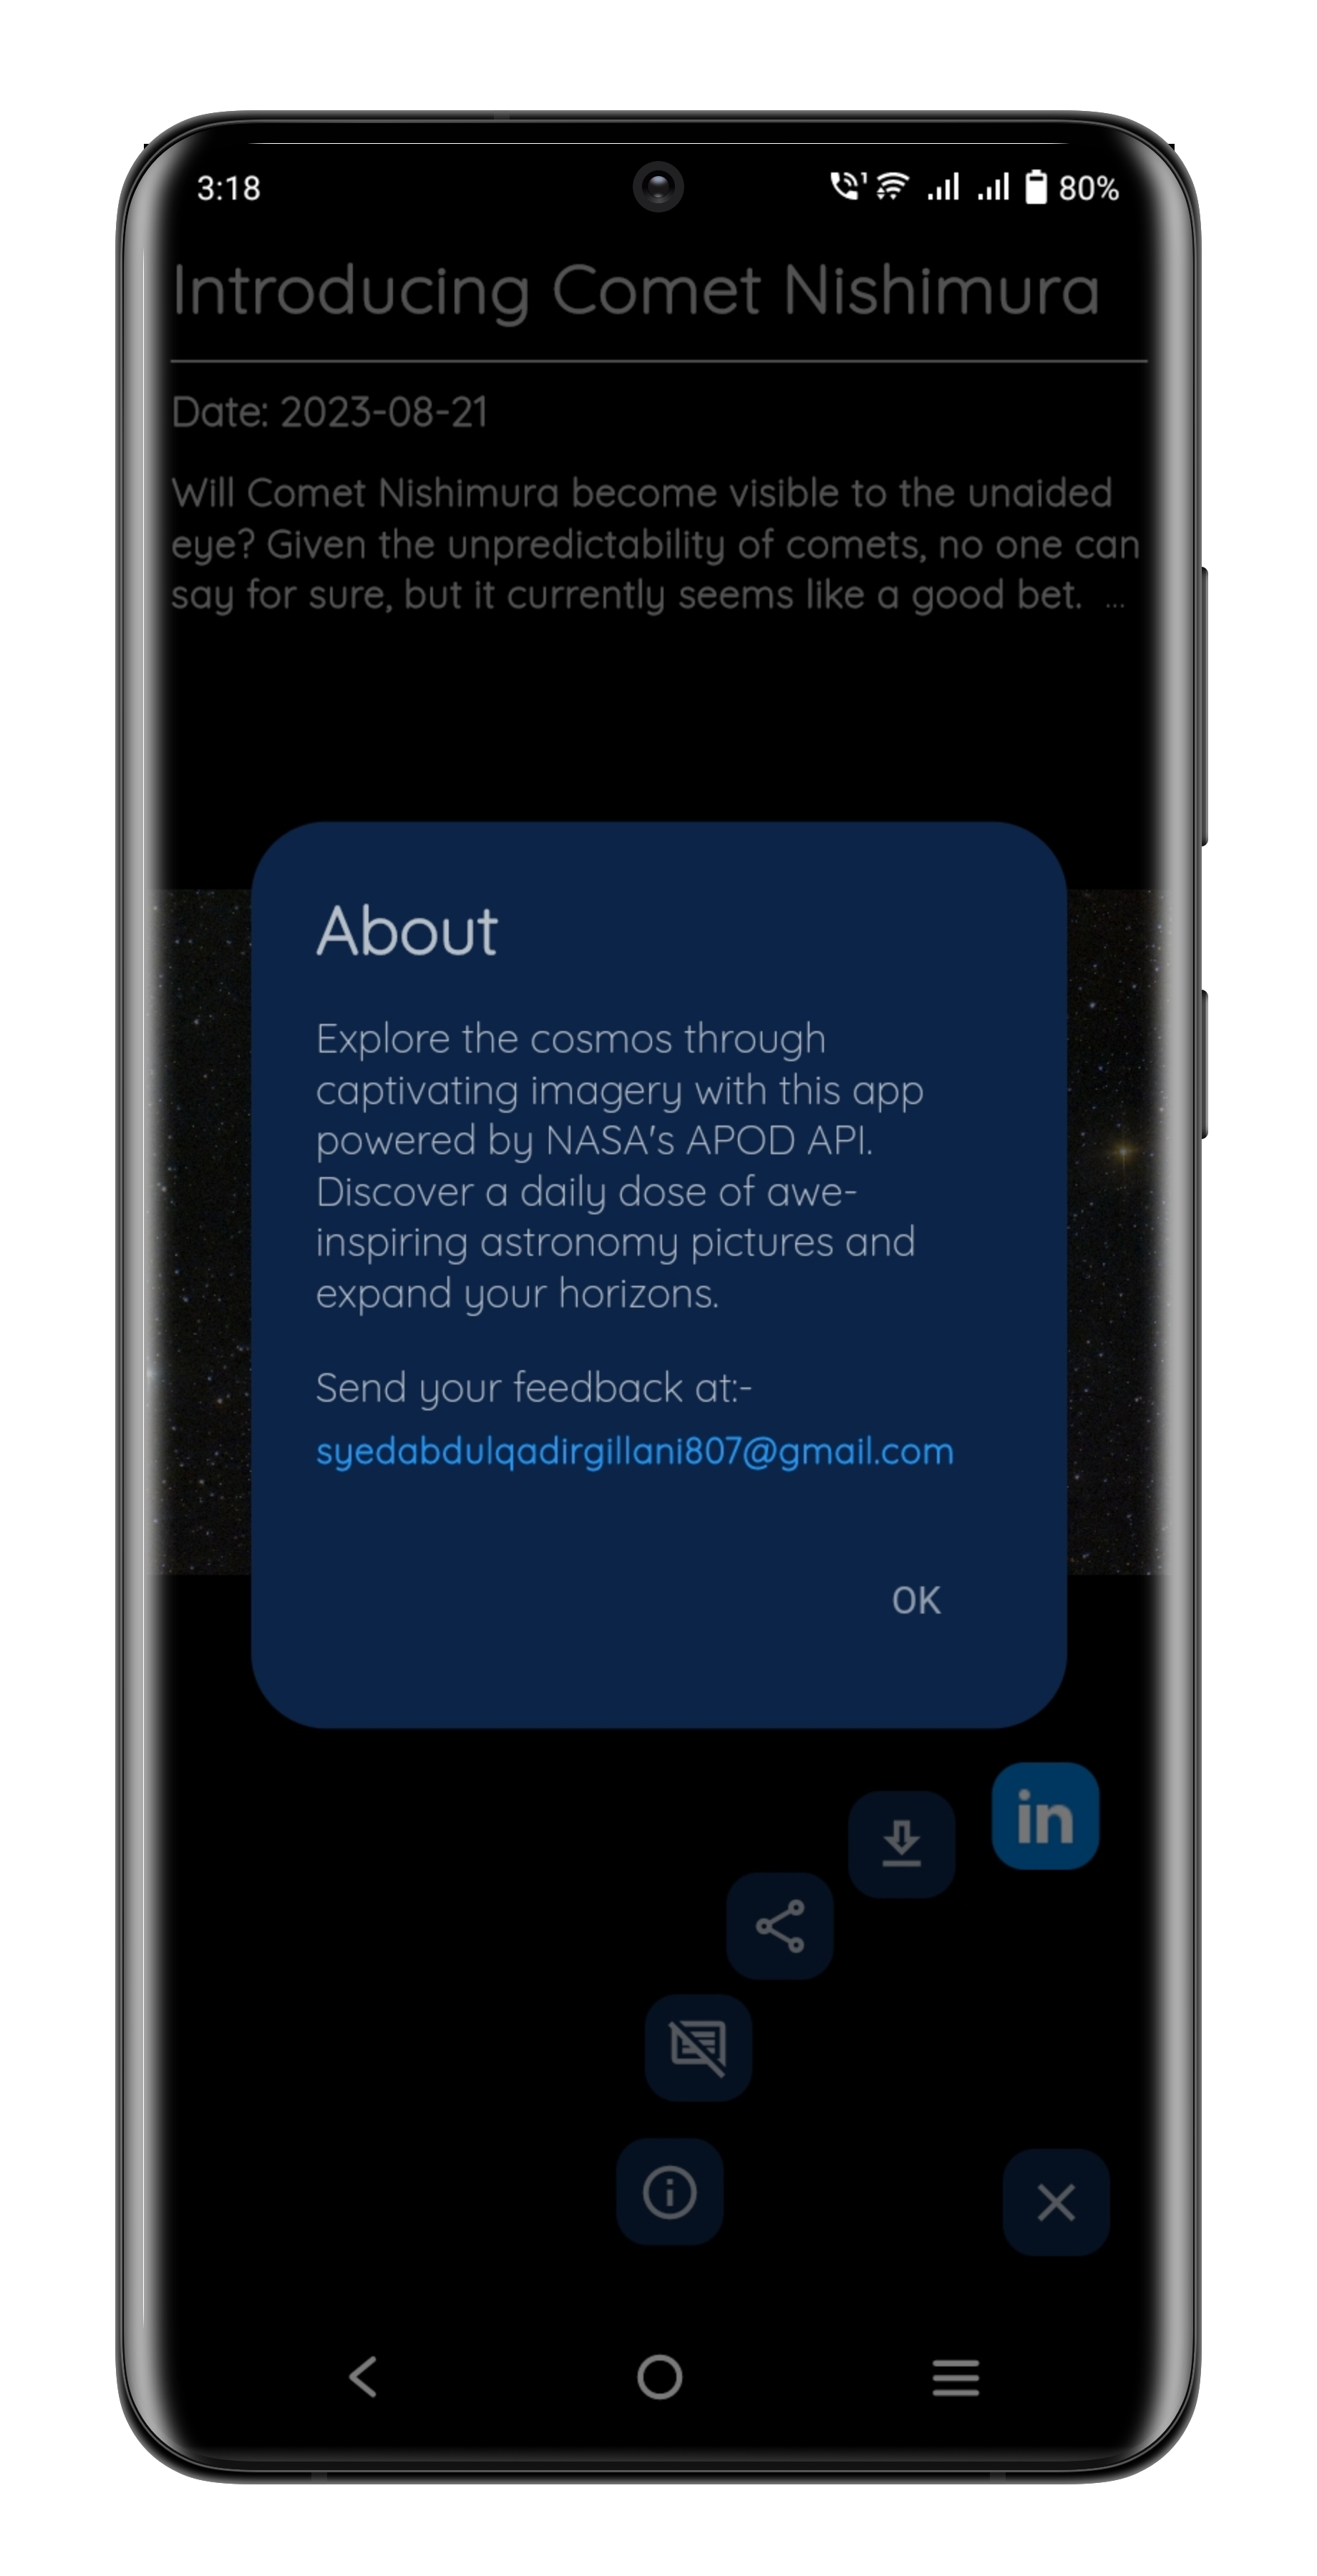 3:18
80%
Introducing Comet Nishimura
Date: 2023-08-21
Will Comet Nishimura become visible to the unaided
eye? Given the unpredictability of comets, no one can
say for sure, but it currently seems like a good bet.  ...
About
Explore the cosmos through
captivating imagery with this app
powered by NASA's APOD API.
Discover a daily dose of awe-
inspiring astronomy pictures and
expand your horizons.
Send your feedback at:-
syedabdulqadirgillani807@gmail.com
OK
in